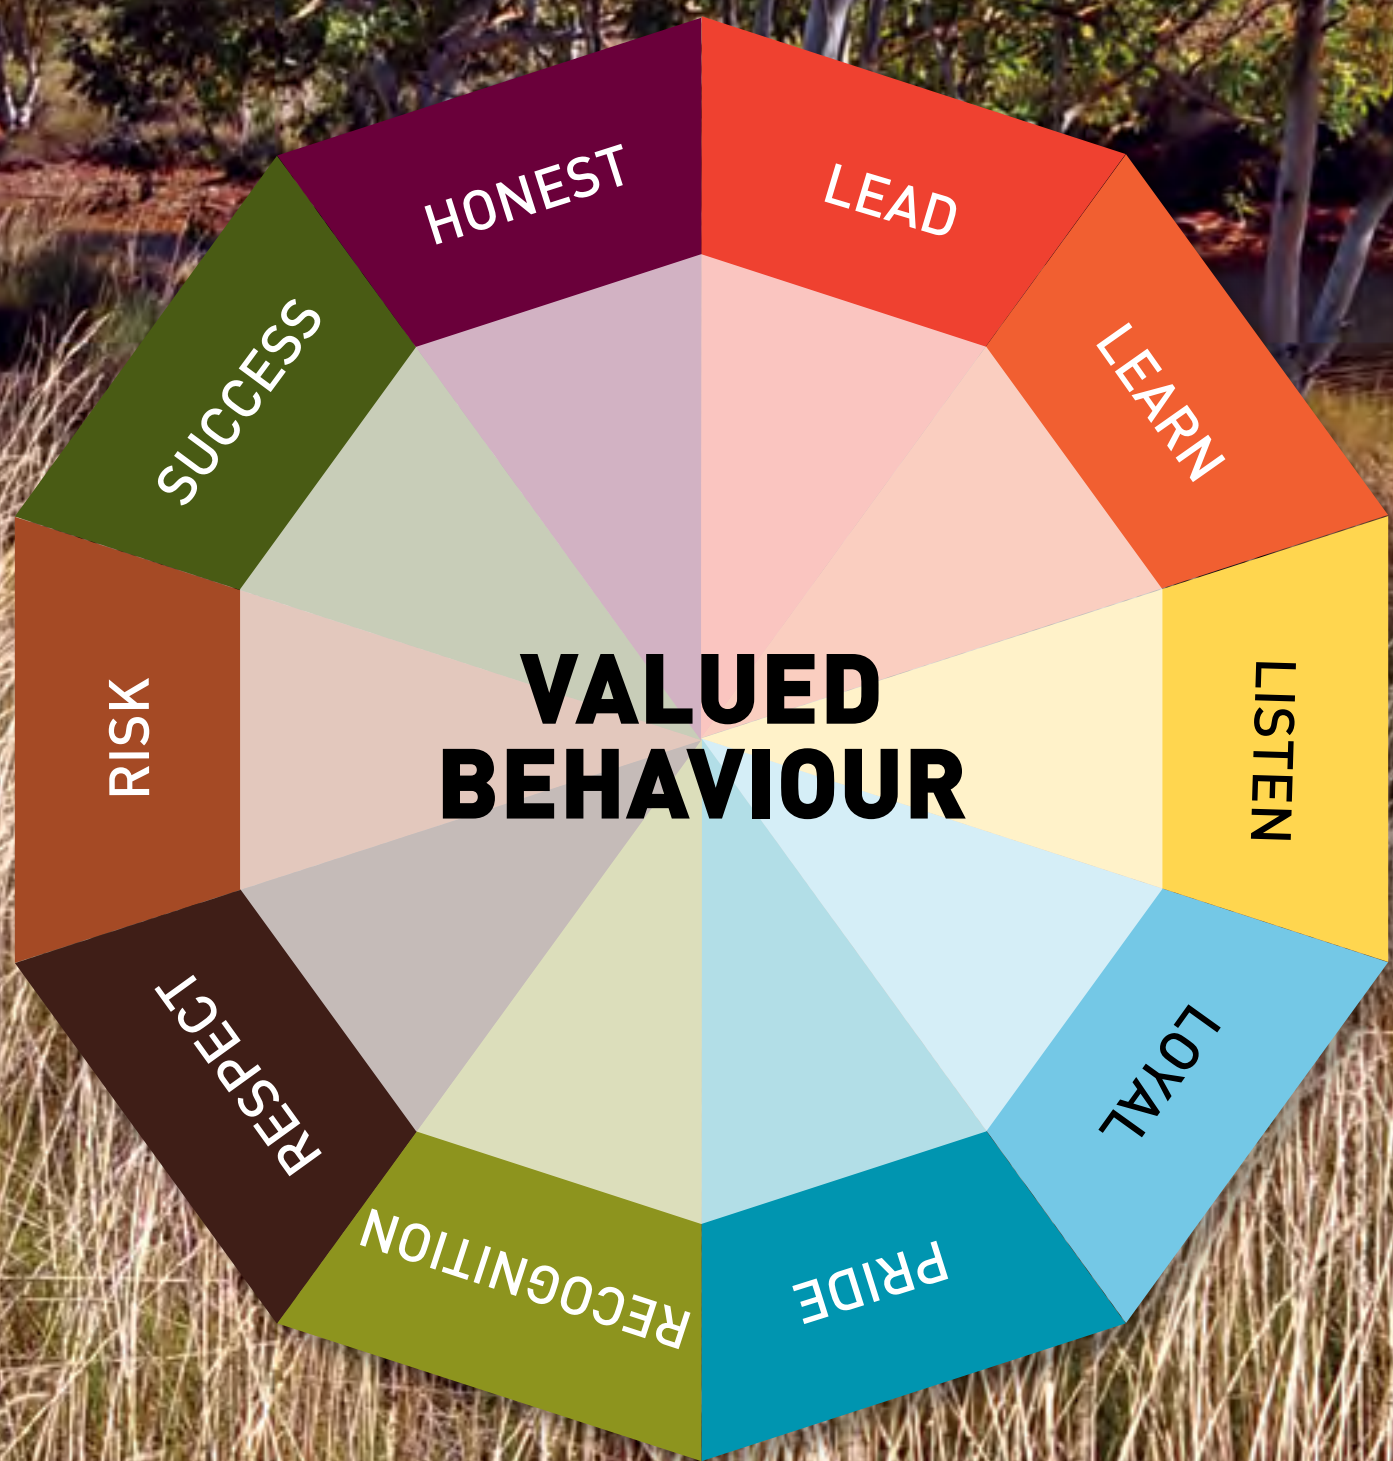 HONEST
LEAD
LEARN
LISTEN
LOYAL
PRIDE
RECOGNITION
RESPECT
RISK
SUCCESS
VALUED
BEHAVIOUR